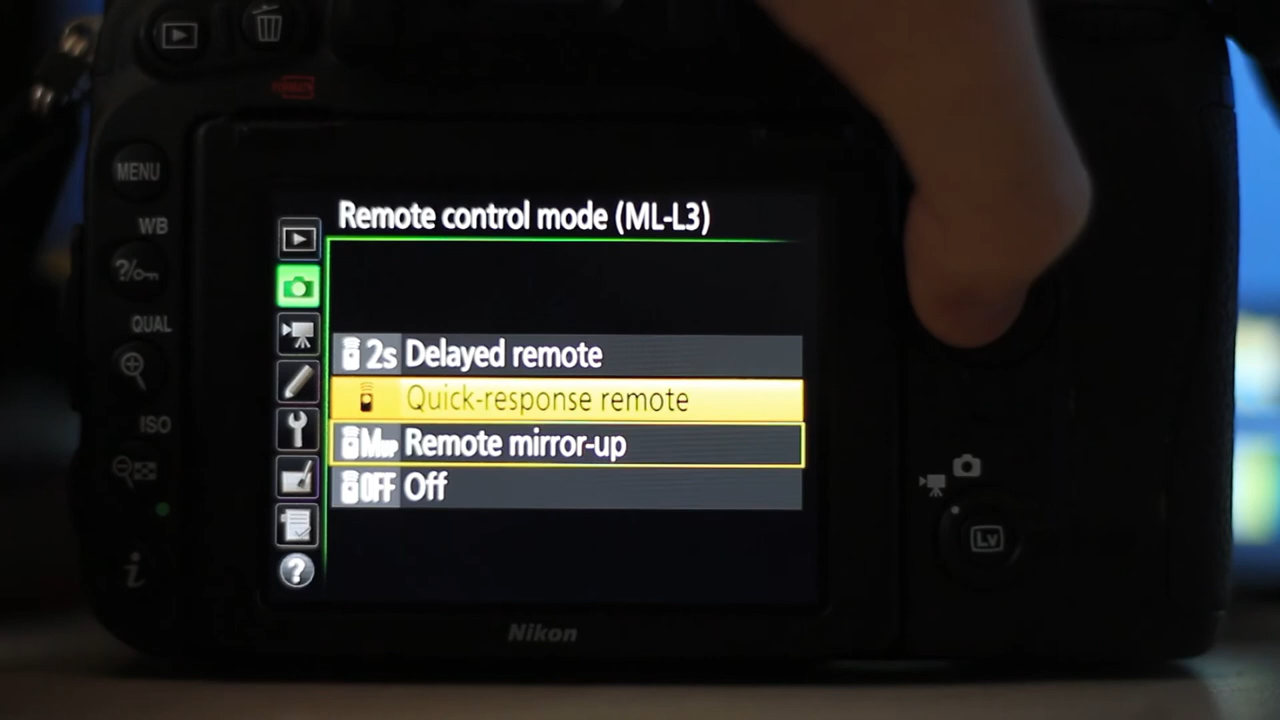 MENU
WB
?/
QUAL
ISO
i
Remote control mode (ML-L3)
2s Delayed remote
Quick-response remote
Remote mirror-up
OFF Off
?
Lv
Nikon